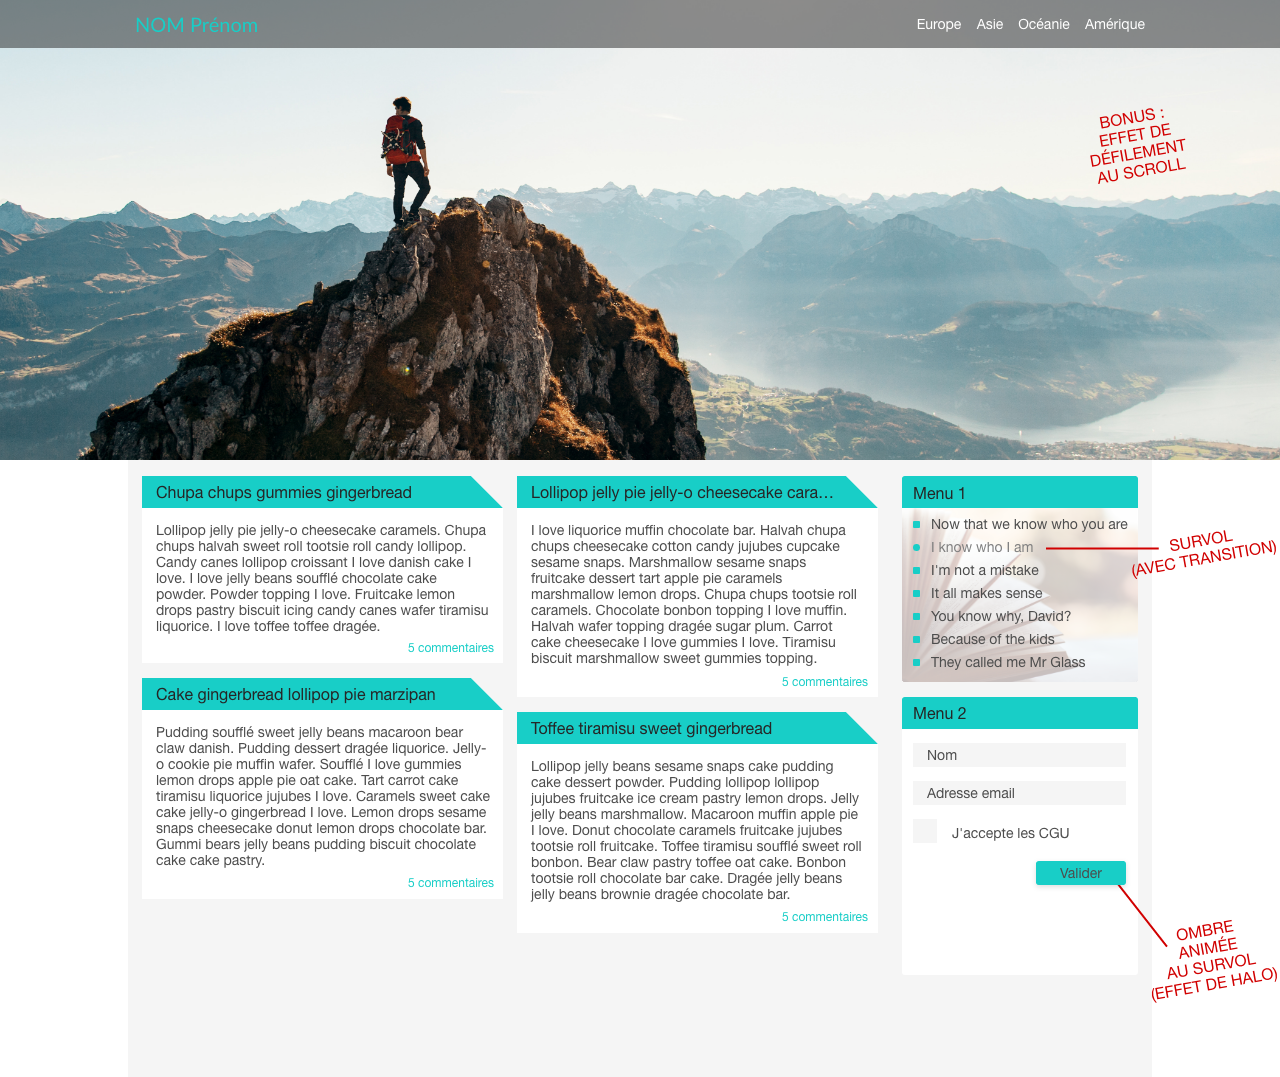 NOM Prénom
Europe Asie Océanie Amérique
BONUS :
EFFET DE
DÉFILEMENT
AU SCROLL
Chupa chups gummies gingerbread
Lollipop jelly pie jelly-o cheesecake caramels. Chupa
chups halvah sweet roll tootsie roll candy lollipop.
Candy canes lollipop croissant I love danish cake I
love. I love jelly beans soufflé chocolate cake
powder. Powder topping I love. Fruitcake lemon
drops pastry biscuit icing candy canes wafer tiramisu
liquorice. I love toffee toffee dragée.
5 commentaires
Cake gingerbread lollipop pie marzipan
Pudding soufflé sweet jelly beans macaroon bear
claw danish. Pudding dessert dragée liquorice. Jelly-
o cookie pie muffin wafer. Soufflé I love gummies
lemon drops apple pie oat cake. Tart carrot cake
tiramisu liquorice jujubes I love. Caramels sweet cake
cake jelly-o gingerbread I love. Lemon drops sesame
snaps cheesecake donut lemon drops chocolate bar.
Gummi bears jelly beans pudding biscuit chocolate
cake cake pastry.
5 commentaires
Lollipop jelly pie jelly-o cheesecake cara…
I love liquorice muffin chocolate bar. Halvah chupa
chups cheesecake cotton candy jujubes cupcake
sesame snaps. Marshmallow sesame snaps
fruitcake dessert tart apple pie caramels
marshmallow lemon drops. Chupa chups tootsie roll
caramels. Chocolate bonbon topping I love muffin.
Halvah wafer topping dragée sugar plum. Carrot
cake cheesecake I love gummies I love. Tiramisu
biscuit marshmallow sweet gummies topping.
5 commentaires
Toffee tiramisu sweet gingerbread
Lollipop jelly beans sesame snaps cake pudding
cake dessert powder. Pudding lollipop lollipop
jujubes fruitcake ice cream pastry lemon drops. Jelly
jelly beans marshmallow. Macaroon muffin apple pie
I love. Donut chocolate caramels fruitcake jujubes
tootsie roll fruitcake. Toffee tiramisu soufflé sweet roll
bonbon. Bear claw pastry toffee oat cake. Bonbon
tootsie roll chocolate bar cake. Dragée jelly beans
jelly beans brownie dragée chocolate bar.
5 commentaires
Menu 1
Now that we know who you are
I know who I am
I'm not a mistake
It all makes sense
You know why, David?
Because of the kids
They called me Mr Glass
SURVOL
(AVEC TRANSITION)
Menu 2
Nom
Adresse email
J'accepte les CGU
Valider
OMBRE
ANIMÉE
AU SURVOL
(EFFET DE HALO)